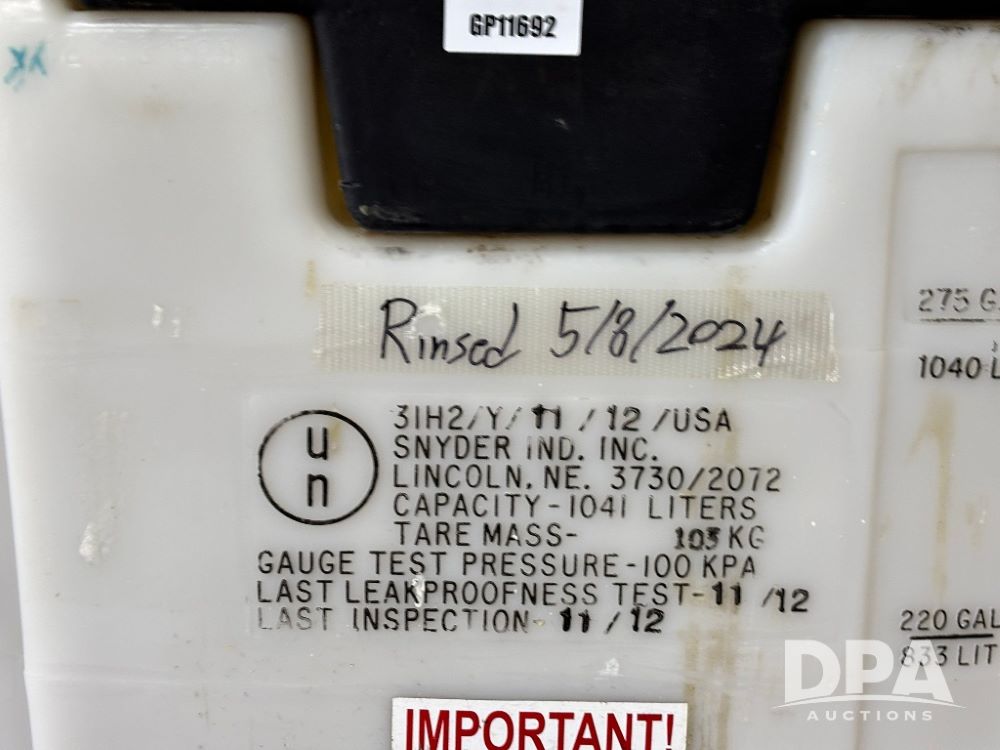 GP11692
YK
Rinsed 5/8/2024
275 G
1040 L
31H2/Y/11/12/USA
SNYDER IND. INC.
LINCOLN, NE. 3730/2072
CAPACITY-1041 LITERS
TARE MASS- 103 KG
GAUGE TEST PRESSURE-100 KPA
LAST LEAKPROOFNESS TEST-11/12
LAST INSPECTION-11/12
un
220 GAL
833 LIT
IMPORTANT!
DPA
AUCTIONS